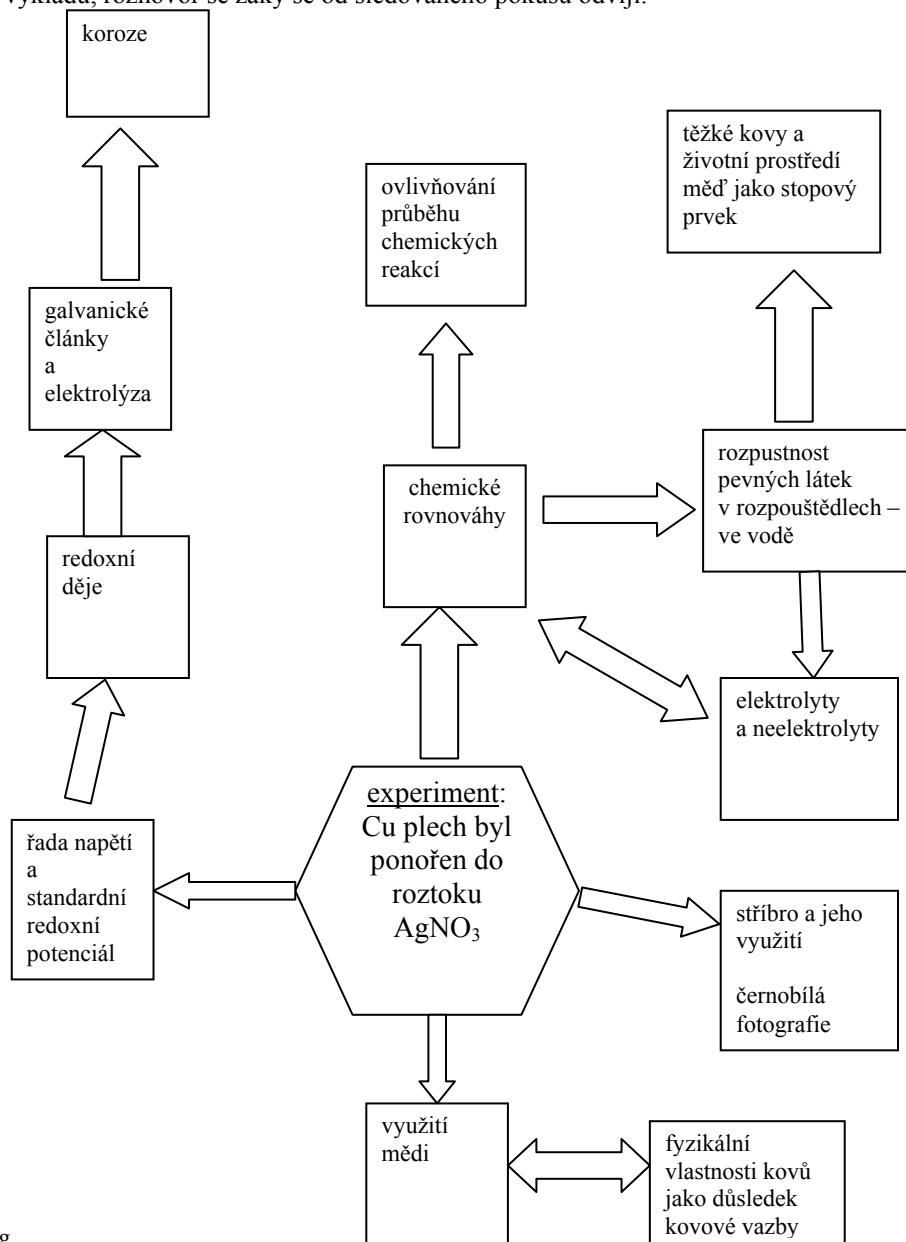 výkladu, rozhovor se žáky se od sledovaného pokusu odvíjí.
koroze
těžké kovy a
životní prostředí
měď jako stopový
prvek
ovlivňování
průběhu
chemických
reakcí
galvanické
články
a
elektrolýza
chemické
rovnováhy
rozpustnost
pevných látek
v rozpouštědlech –
ve vodě
redoxní
děje
elektrolyty
a neelektrolyty
experiment:
Cu plech byl
ponořen do
roztoku
AgNO₃
řada napětí
a
standardní
redoxní
potenciál
stříbro a jeho
využití
černobílá
fotografie
využití
mědi
fyzikální
vlastnosti kovů
jako důsledek
kovové vazby